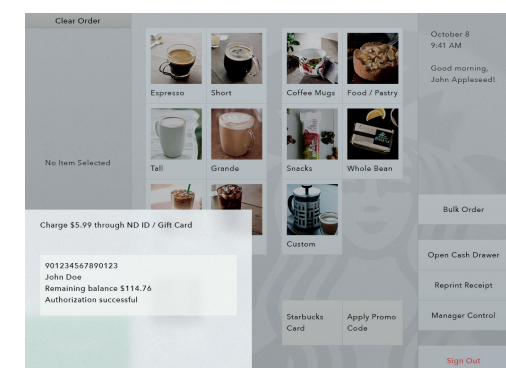 Clear Order
No Item Selected
Espresso
Short
Coffee Mugs
Food / Pastry
Tall
Grande
Snacks
Whole Bean
Custom
Starbucks
Card
Apply Promo
Code
October 8
9:41 AM
Good morning,
John Appleseed!
Bulk Order
Open Cash Drawer
Reprint Receipt
Manager Control
Sign Out
Charge $5.99 through ND ID / Gift Card
901234567890123
John Doe
Remaining balance $114.76
Authorization successful